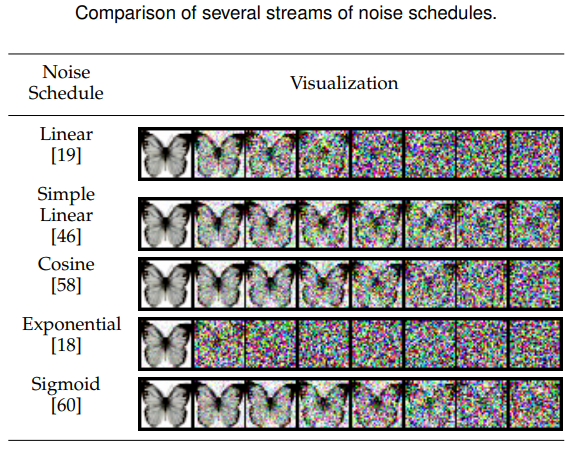 Comparison of several streams of noise schedules.
Noise
Schedule
Visualization
Linear
[19]
Simple
Linear
[46]
Cosine
[58]
Exponential
[18]
Sigmoid
[60]